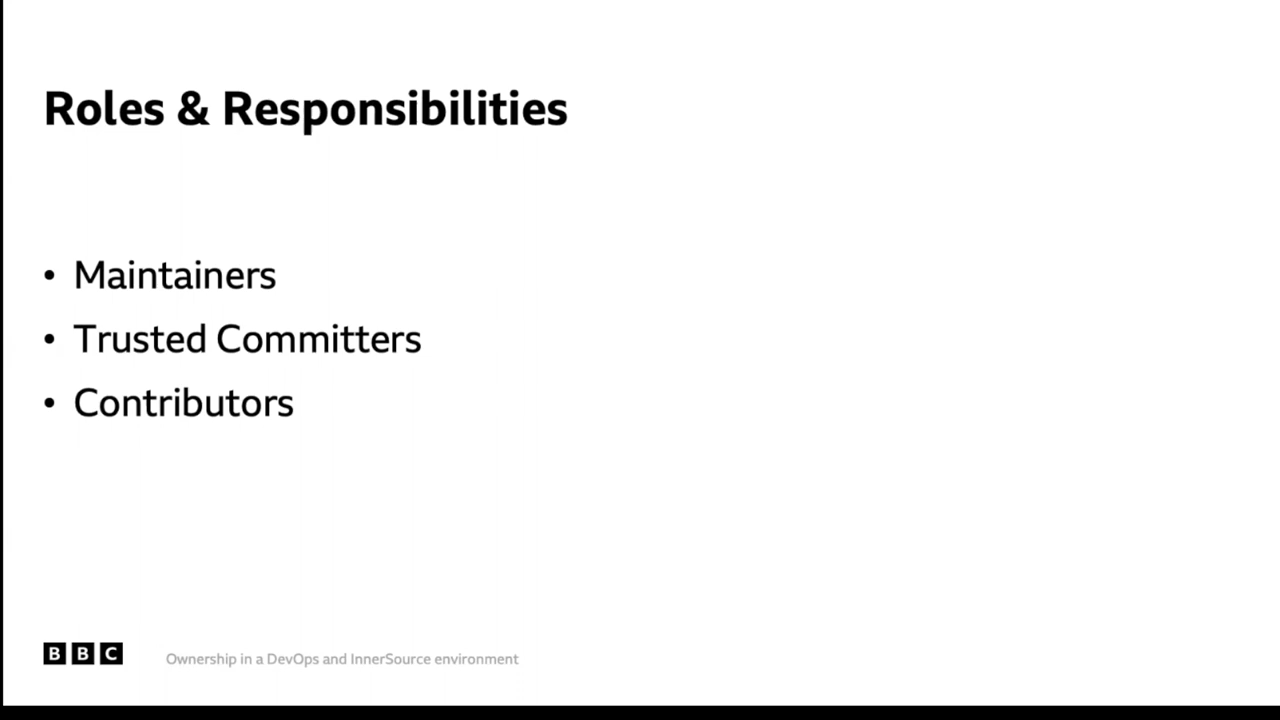 Roles & Responsibilities
• Maintainers
• Trusted Committers
• Contributors
BBC Ownership in a DevOps and InnerSource environment